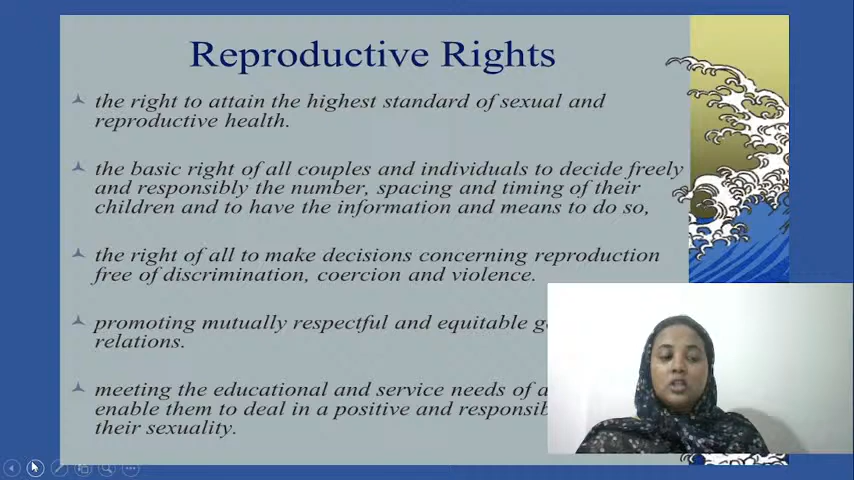 Reproductive Rights
the right to attain the highest standard of sexual and
reproductive health.
the basic right of all couples and individuals to decide freely
and responsibly the number, spacing and timing of their
children and to have the information and means to do so,
the right of all to make decisions concerning reproduction
free of discrimination, coercion and violence.
promoting mutually respectful and equitable
relations.
meeting the educational and service needs of
enable them to deal in a positive and
their sexuality.